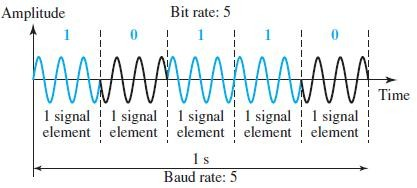 Amplitude
Bit rate: 5
1 0 1 1 0
Time
1 signal 1 signal 1 signal 1 signal 1 signal
element element element element element
1 s
Baud rate: 5